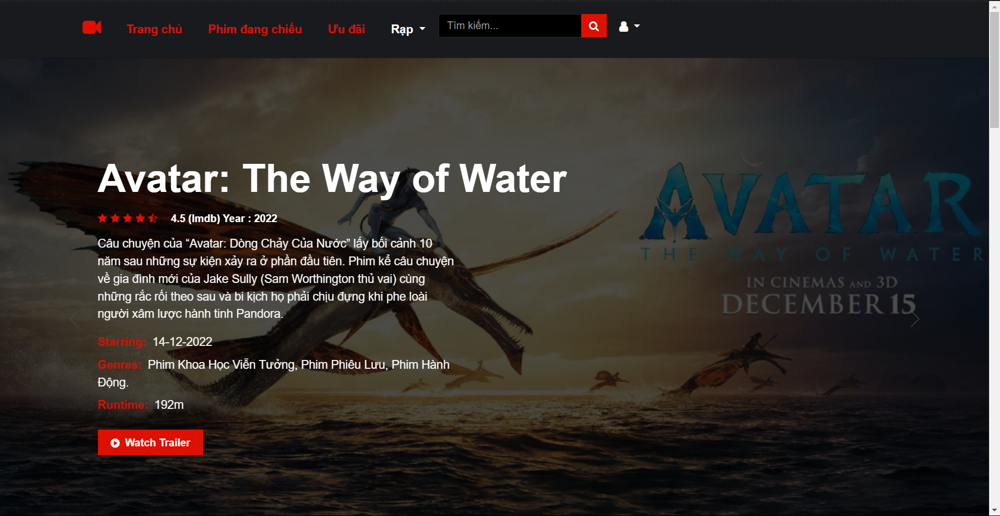 Trang chủ
Phim đang chiếu
Ưu đãi
Rạp
Tìm kiếm...
Avatar: The Way of Water
4.5 (Imdb) Year : 2022
Câu chuyện của “Avatar: Dòng Chảy Của Nước” lấy bối cảnh 10
năm sau những sự kiện xảy ra ở phần đầu tiên. Phim kể câu chuyện
về gia đình mới của Jake Sully (Sam Worthington thủ vai) cùng
những rắc rối theo sau và bi kịch họ phải chịu đựng khi phe loài
người xâm lược hành tinh Pandora.
Starring: 14-12-2022
Genres: Phim Khoa Học Viễn Tưởng, Phim Phiêu Lưu, Phim Hành
Động.
Runtime: 192m
Watch Trailer
AVATAR
THE WAY OF WATER
IN CINEMAS AND 3D
DECEMBER 15